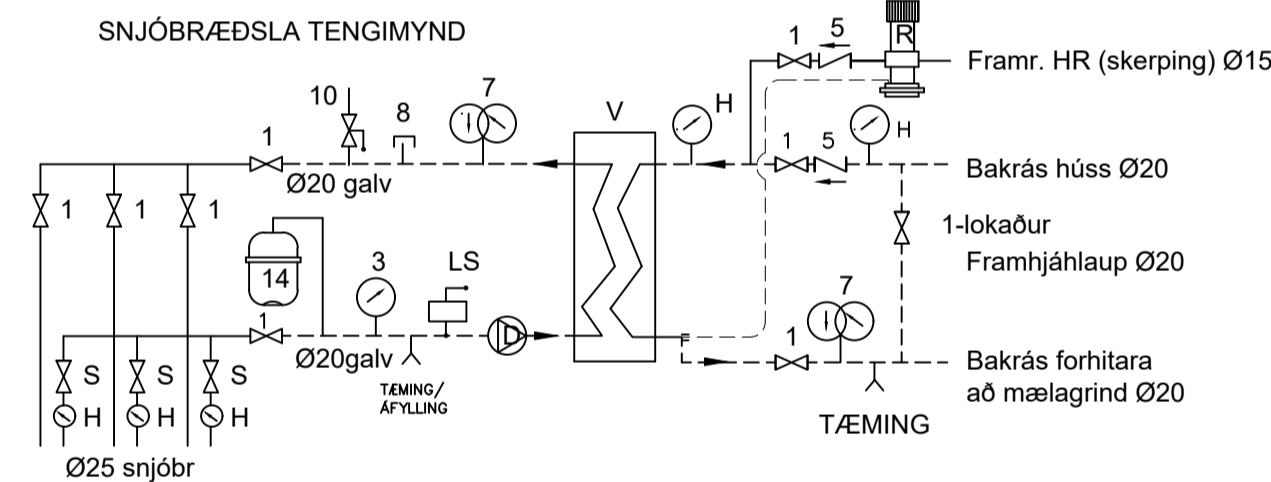 SNJÓBRÆÐSLA TENGIMYND
R
1 5
Framr. HR (skerping) Ø15
10 8 7 V H
1
1 5 H
Bakrás húss Ø20
Ø20 galv
1 1 1
1-lokaður
Framhjáhlaup Ø20
14 3 LS
7
1 D
1
Ø20galv
Bakrás forhitara
að mælagrind Ø20
TÆMING/
ÁFYLLING
S S S
H H H
TÆMING
Ø25 snjóbr